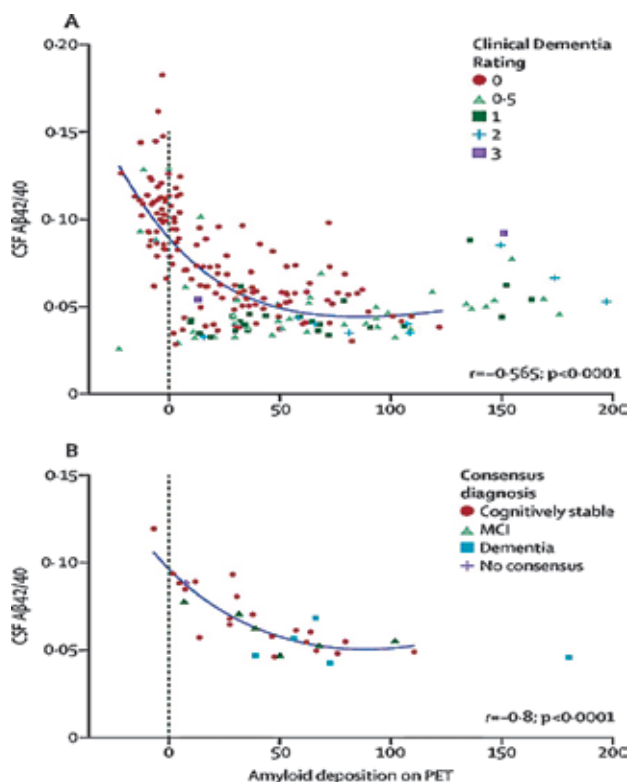 A
0·20
0·15
0·10
0·05
0
CSF Aβ42/40
Clinical Dementia
Rating
0
0·5
1
2
3
0 50 100 150 200
r=–0·565; p<0·0001
B
0·15
0·10
0·05
0
CSF Aβ42/40
Consensus
diagnosis
Cognitively stable
MCI
Dementia
No consensus
r=–0·8; p<0·0001
0 50 100 150 200
Amyloid deposition on PET